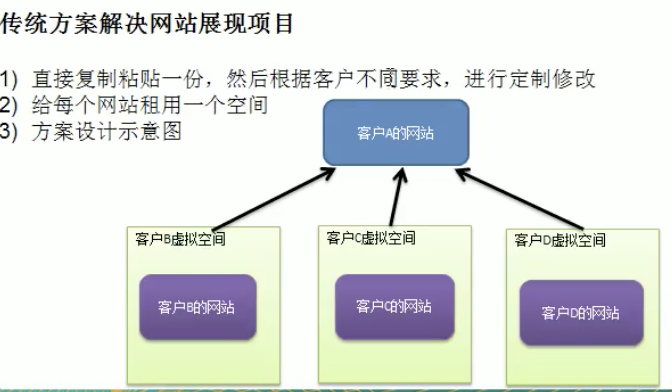 传统方案解决网站展现项目
1) 直接复制粘贴一份，然后根据客户不同要求，进行定制修改
2) 给每个网站租用一个空间
3) 方案设计示意图
客户A的网站
客户B虚拟空间
客户C虚拟空间
客户D虚拟空间
客户B的网站
客户C的网站
客户D的网站